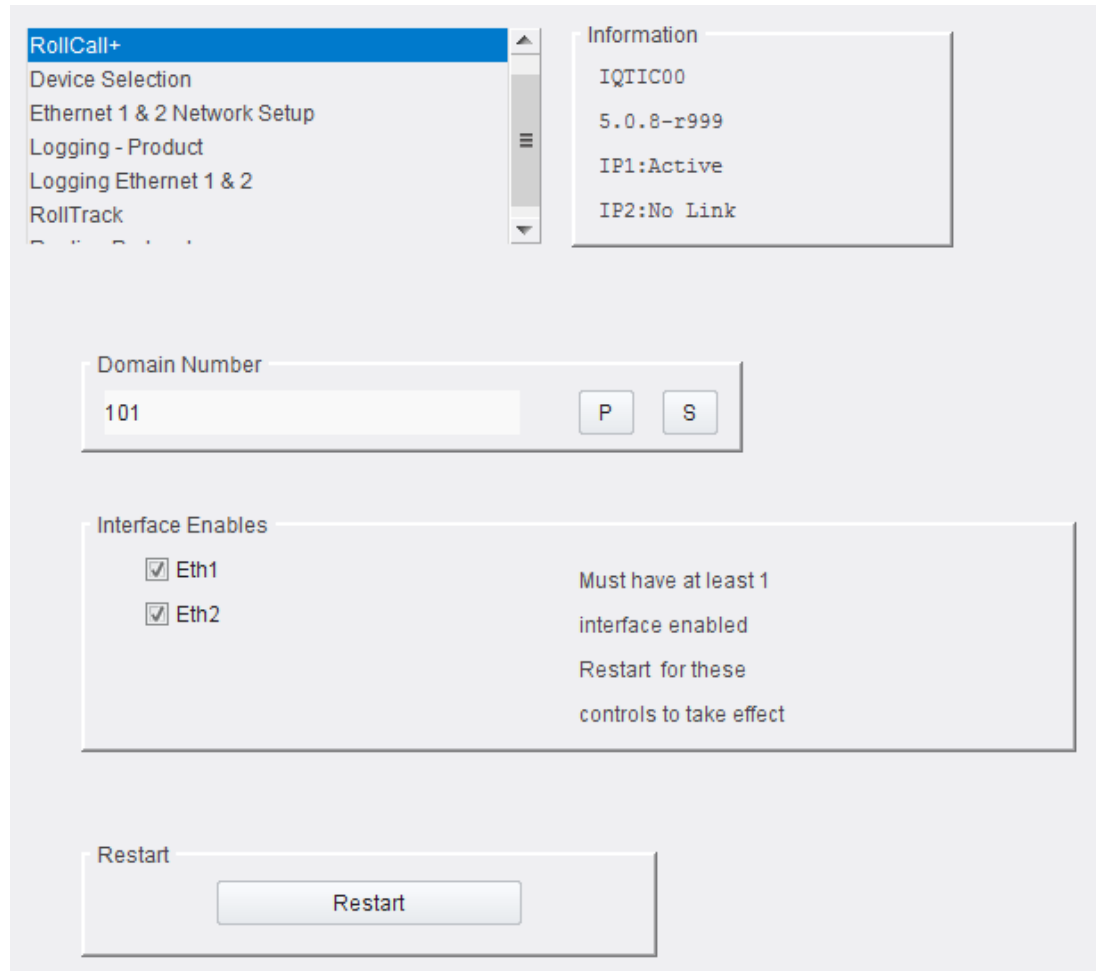 RollCall+
Device Selection
Ethernet 1 & 2 Network Setup
Logging - Product
Logging Ethernet 1 & 2
RollTrack
Information
IQTIC00
5.0.8-r999
IP1:Active
IP2:No Link
Domain Number
101
P
S
Interface Enables
Eth1
Eth2
Must have at least 1
interface enabled
Restart for these
controls to take effect
Restart
Restart